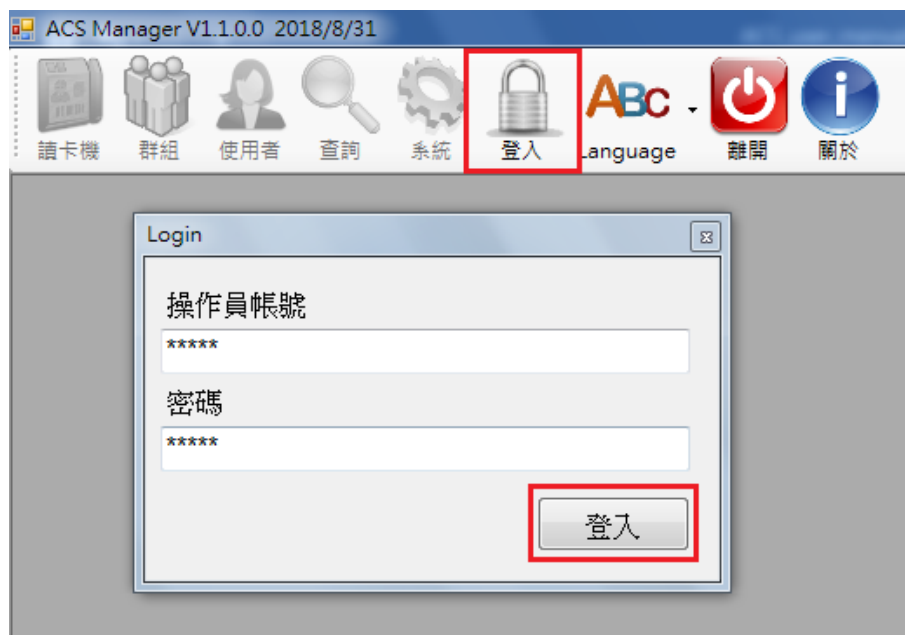 ACS Manager V1.1.0.0 2018/8/31
ABC
讀卡機 群組 使用者 查詢 系統 登入 Language 離開 關於
Login
操作員帳號
*****
密碼
*****
登入